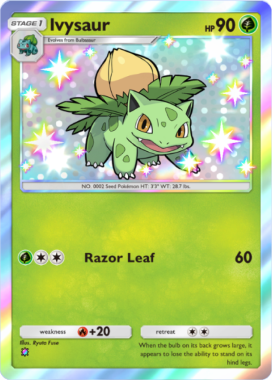 STAGE 1
Ivysaur
HP 90
Evolves from Bulbasaur
NO. 0002 Seed Pokémon HT: 3'3" WT: 28.7 lbs.
Razor Leaf 60
weakness +20 retreat
Illus. Ryota Fuse
When the bulb on its back grows large, it
appears to lose the ability to stand on its
hind legs.